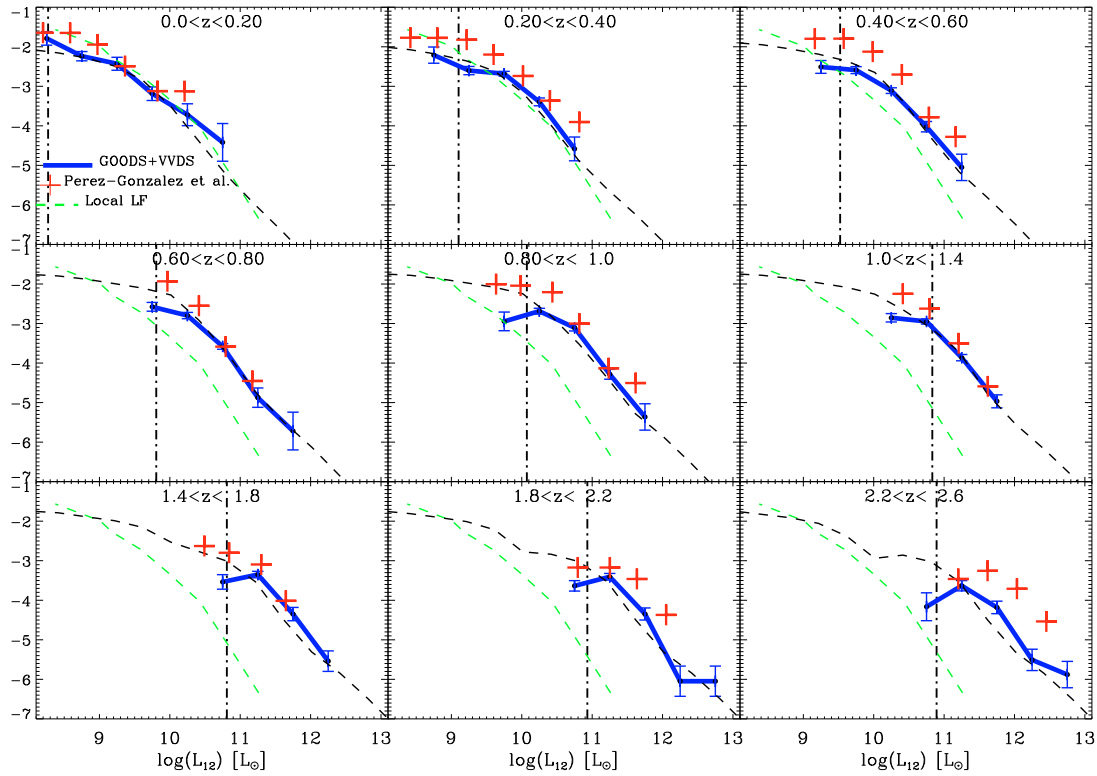 0.0<z<0.20
0.20<z<0.40
0.40<z<0.60
-1
-2
-3
-4
-5
-6
-7
GOODS+VVDS
Perez-Gonzalez et al.
Local LF
0.60<z<0.80
0.80<z< 1.0
1.0<z< 1.4
-1
-2
-3
-4
-5
-6
-7
1.4<z< 1.8
1.8<z< 2.2
2.2<z< 2.6
-1
-2
-3
-4
-5
-6
-7
9 10 11 12 13
9 10 11 12 13
9 10 11 12 13
log(L₁₂) [L☉]
log(L₁₂) [L☉]
log(L₁₂) [L☉]